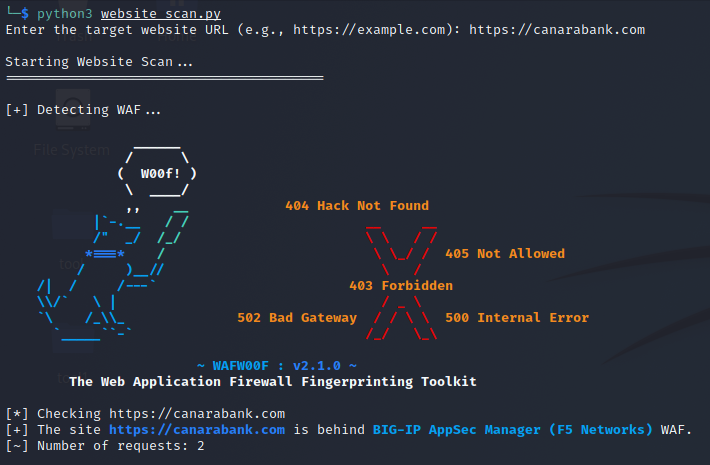 └─$ python3 website_scan.py
Enter the target website URL (e.g., https://example.com): https://canarabank.com
Starting Website Scan...
========================================
[+] Detecting WAF...
File System
( W00f! )
404 Hack Not Found
405 Not Allowed
403 Forbidden
502 Bad Gateway 500 Internal Error
~ WAFW00F : v2.1.0 ~
The Web Application Firewall Fingerprinting Toolkit
[*] Checking https://canarabank.com
[+] The site https://canarabank.com is behind BIG-IP AppSec Manager (F5 Networks) WAF.
[~] Number of requests: 2